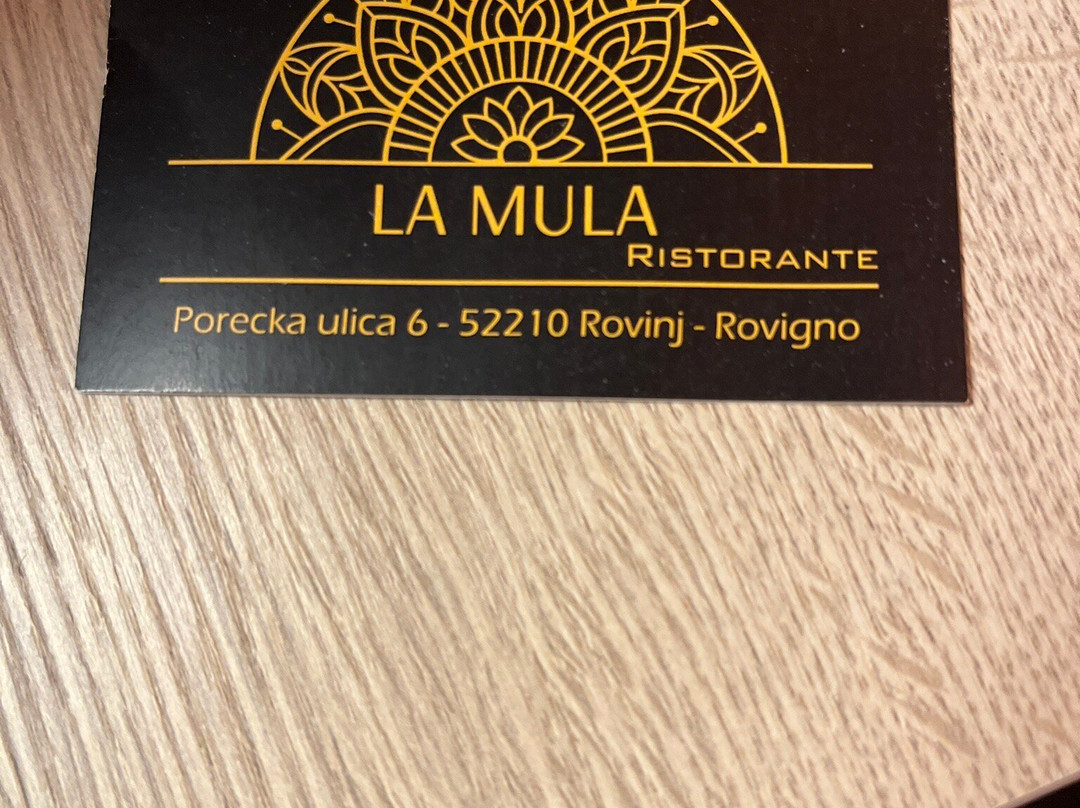 LA MULA
RISTORANTE
Porecka ulica 6 - 52210 Rovinj - Rovigno